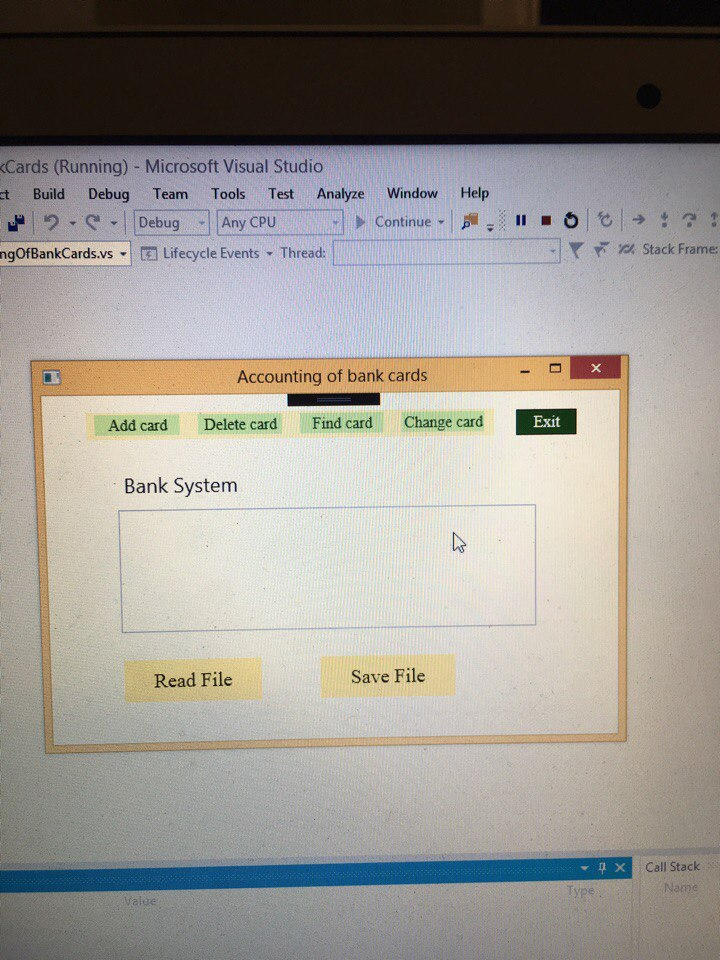 kCards (Running) - Microsoft Visual Studio
ct Build Debug Team Tools Test Analyze Window Help
Debug Any CPU Continue
ngOfBankCards.vs Lifecycle Events Thread: Stack Frame:
Accounting of bank cards
Add card Delete card Find card Change card Exit
Bank System
Read File Save File
Call Stack
Value Type Name